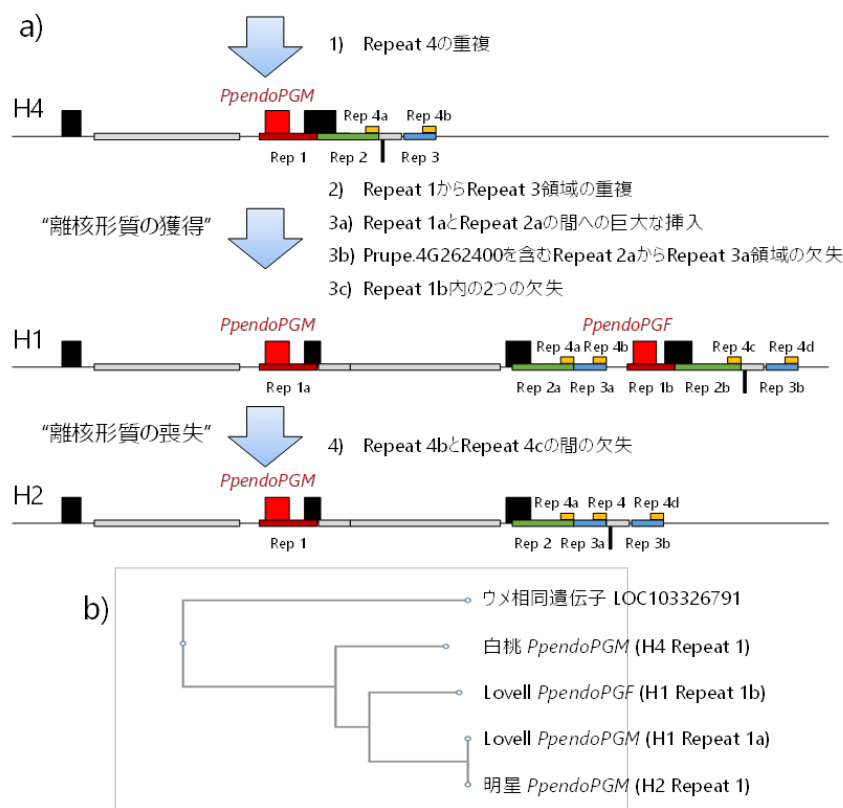 a)
1) Repeat 4の重複
PpendoPGM
H4
Rep 4a Rep 4b
Rep 1 Rep 2 Rep 3
2) Repeat 1からRepeat 3領域の重複
“離核形質の獲得”
3a) Repeat 1aとRepeat 2aの間への巨大な挿入
3b) Prupe.4G262400を含むRepeat 2aからRepeat 3a領域の欠失
3c) Repeat 1b内の2つの欠失
PpendoPGM PpendoPGF
H1
Rep 4a Rep 4b Rep 4c Rep 4d
Rep 1a Rep 2a Rep 3a Rep 1b Rep 2b Rep 3b
“離核形質の喪失”
4) Repeat 4bとRepeat 4cの間の欠失
PpendoPGM
H2
Rep 4a Rep 4 Rep 4d
Rep 1 Rep 2 Rep 3a Rep 3b
b)
ウメ相同遺伝子 LOC103326791
白桃 PpendoPGM (H4 Repeat 1)
Lovell PpendoPGF (H1 Repeat 1b)
Lovell PpendoPGM (H1 Repeat 1a)
明星 PpendoPGM (H2 Repeat 1)